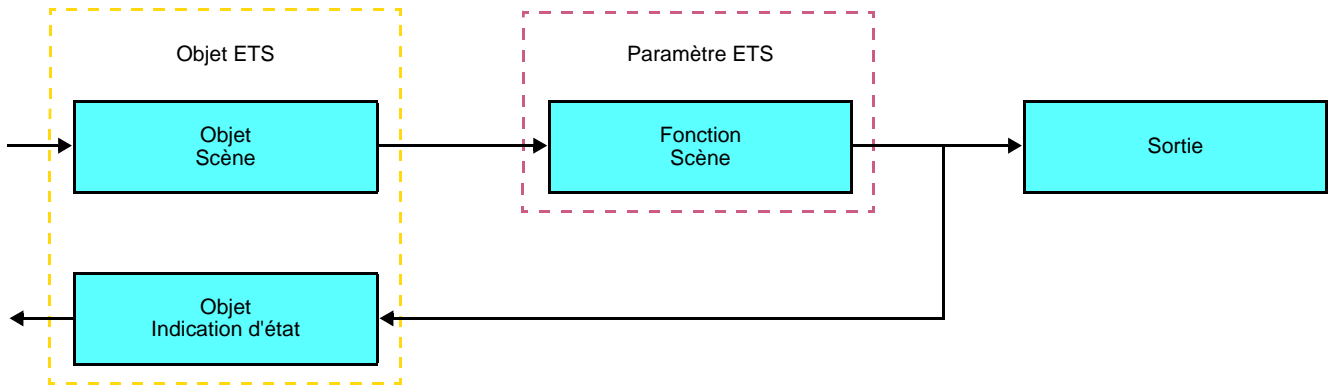 Objet ETS
Paramètre ETS
Objet
Scène
Fonction
Scène
Sortie
Objet
Indication d'état